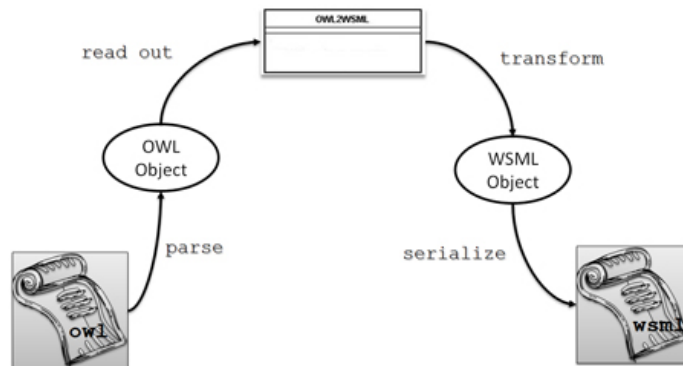 OWL2WSML
read out
transform
OWL
Object
WSML
Object
parse
serialize
owl
wsml